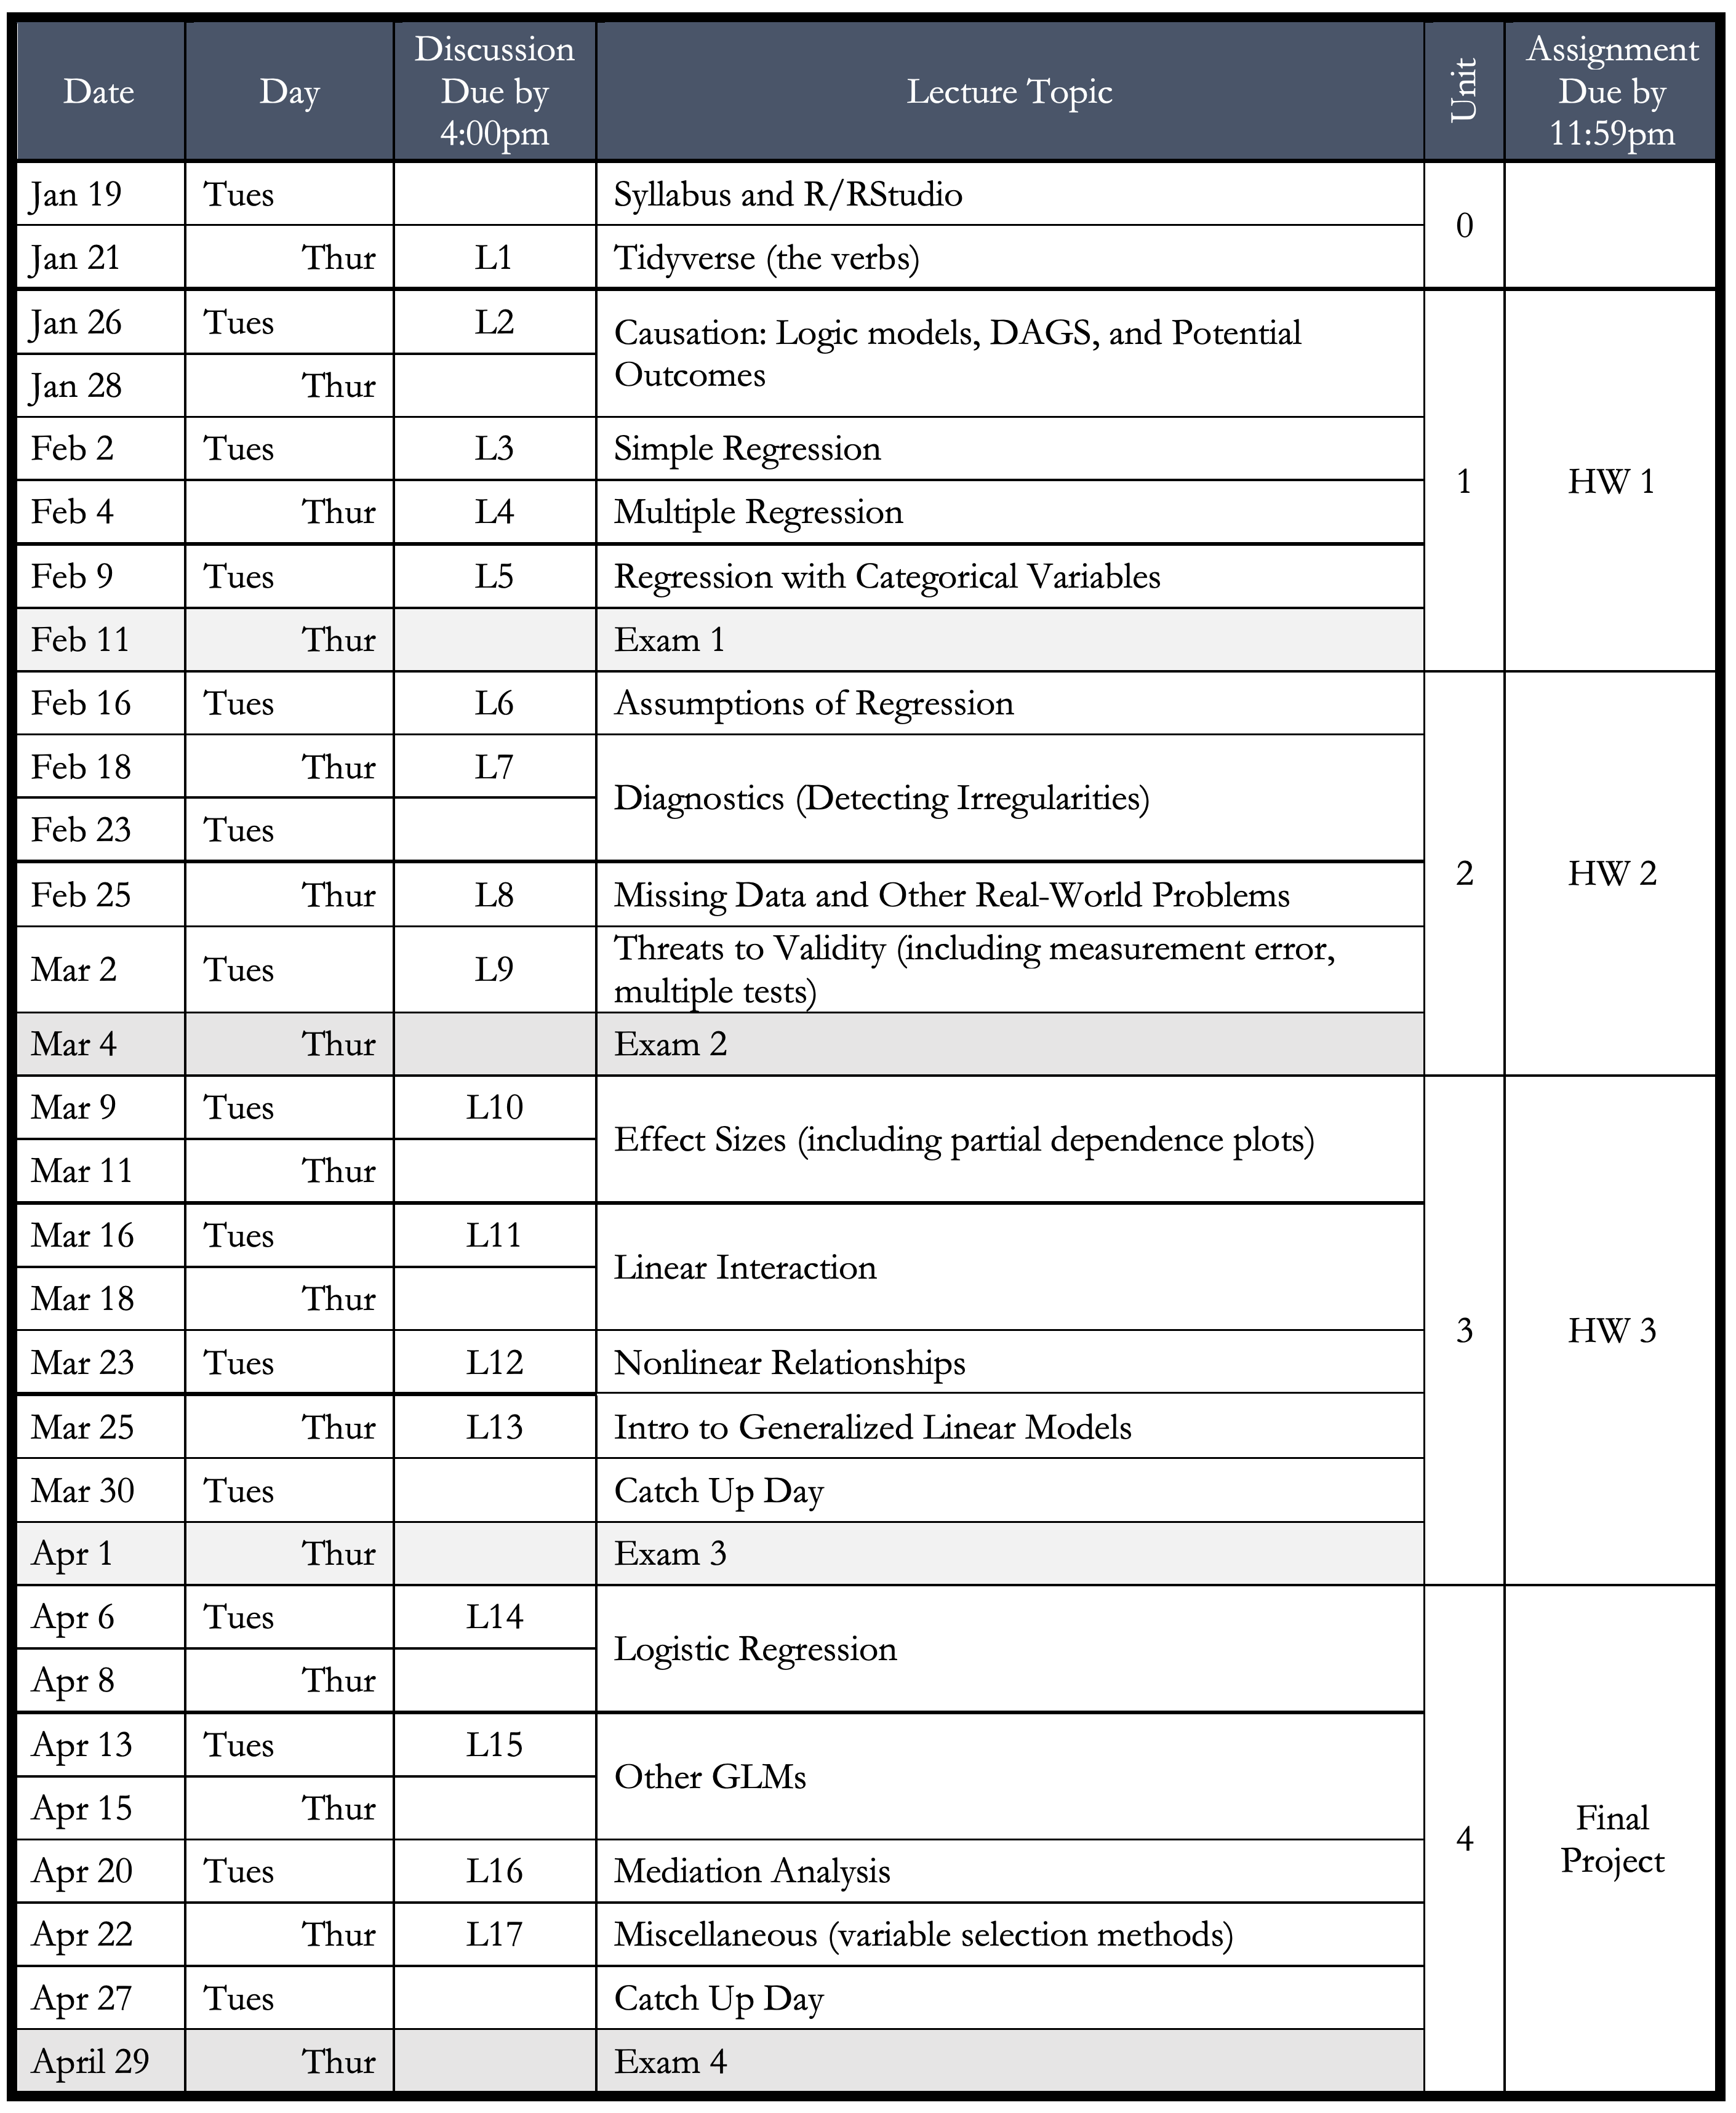 Date Day Discussion Due by 4:00pm Lecture Topic Unit Assignment Due by 11:59pm
Jan 19 Tues Syllabus and R/RStudio 0
Jan 21 Thur L1 Tidyverse (the verbs)
Jan 26 Tues L2 Causation: Logic models, DAGS, and Potential
Outcomes
Jan 28 Thur
Feb 2 Tues L3 Simple Regression 1 HW 1
Feb 4 Thur L4 Multiple Regression
Feb 9 Tues L5 Regression with Categorical Variables
Feb 11 Thur Exam 1
Feb 16 Tues L6 Assumptions of Regression
Feb 18 Thur L7 Diagnostics (Detecting Irregularities)
Feb 23 Tues
Feb 25 Thur L8 Missing Data and Other Real-World Problems 2 HW 2
Mar 2 Tues L9 Threats to Validity (including measurement error,
multiple tests)
Mar 4 Thur Exam 2
Mar 9 Tues L10 Effect Sizes (including partial dependence plots)
Mar 11 Thur
Mar 16 Tues L11 Linear Interaction
Mar 18 Thur 3 HW 3
Mar 23 Tues L12 Nonlinear Relationships
Mar 25 Thur L13 Intro to Generalized Linear Models
Mar 30 Tues Catch Up Day
Apr 1 Thur Exam 3
Apr 6 Tues L14 Logistic Regression
Apr 8 Thur
Apr 13 Tues L15 Other GLMs
Apr 15 Thur 4 Final Project
Apr 20 Tues L16 Mediation Analysis
Apr 22 Thur L17 Miscellaneous (variable selection methods)
Apr 27 Tues Catch Up Day
April 29 Thur Exam 4